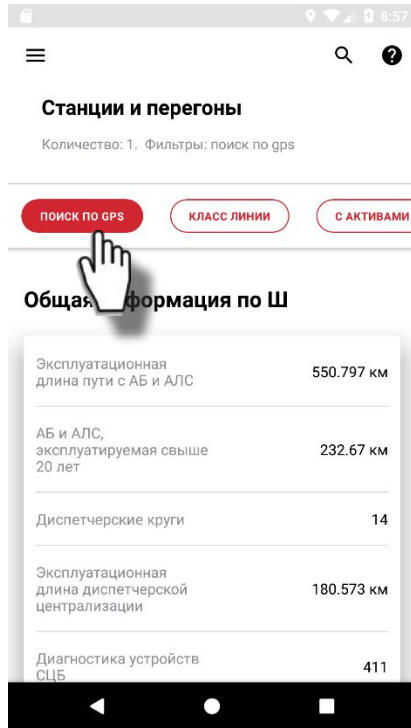 8:57
Станции и перегоны
Количество: 1. Фильтры: поиск по gps
ПОИСК ПО GPS
КЛАСС ЛИНИИ
С АКТИВАМИ
Общая формация по Ш
Эксплуатационная
длина пути с АБ и АЛС
550.797 км
АБ и АЛС,
эксплуатируемая свыше
20 лет
232.67 км
Диспетчерские круги
14
Эксплуатационная
длина диспетчерской
централизации
180.573 км
Диагностика устройств
СЦБ
411